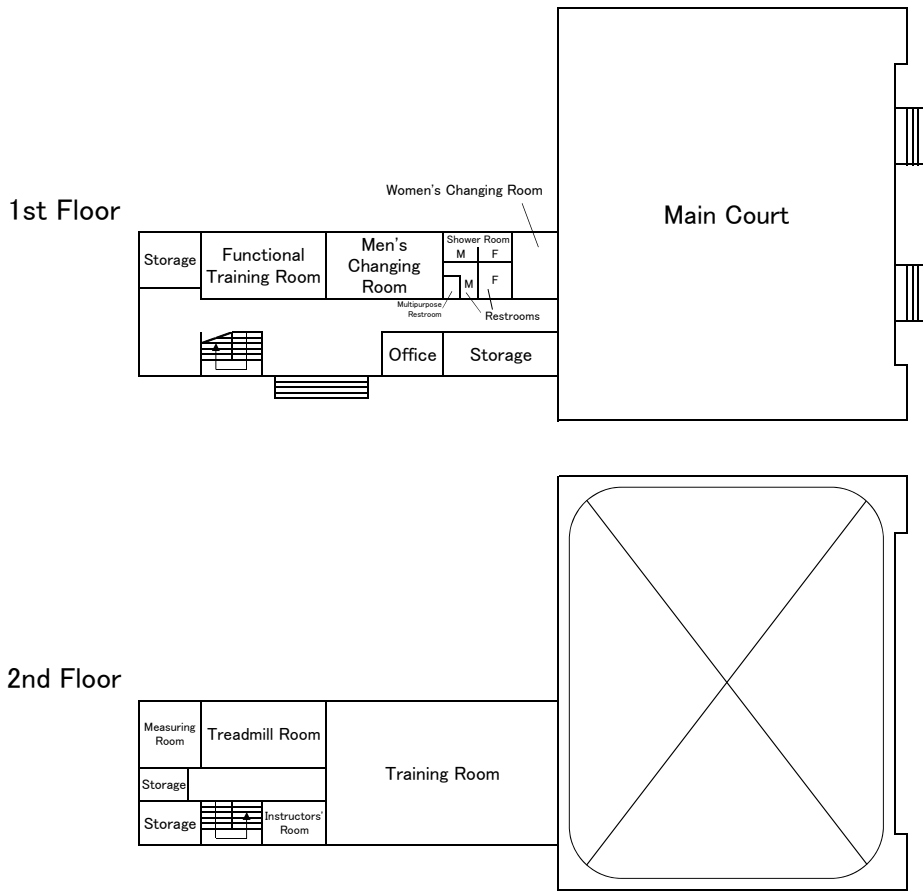 Women's Changing Room
1st Floor
Main Court
Storage
Functional
Training Room
Men's
Changing
Room
Shower Room
M
F
M
F
Multipurpose
Restroom
Restrooms
Office
Storage
2nd Floor
Measuring
Room
Treadmill Room
Training Room
Storage
Storage
Instructors'
Room